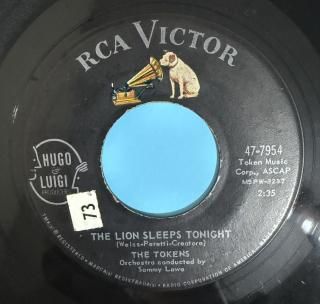 RCA VICTOR
HUGO
&
LUIGI
PRODUCERS
47-7954
Token Music
Corp., ASCAP
2:35
73
THE LION SLEEPS TONIGHT
(Weiss-Peretti-Creatore)
THE TOKENS
Orchestra conducted by
Sammy Lowe